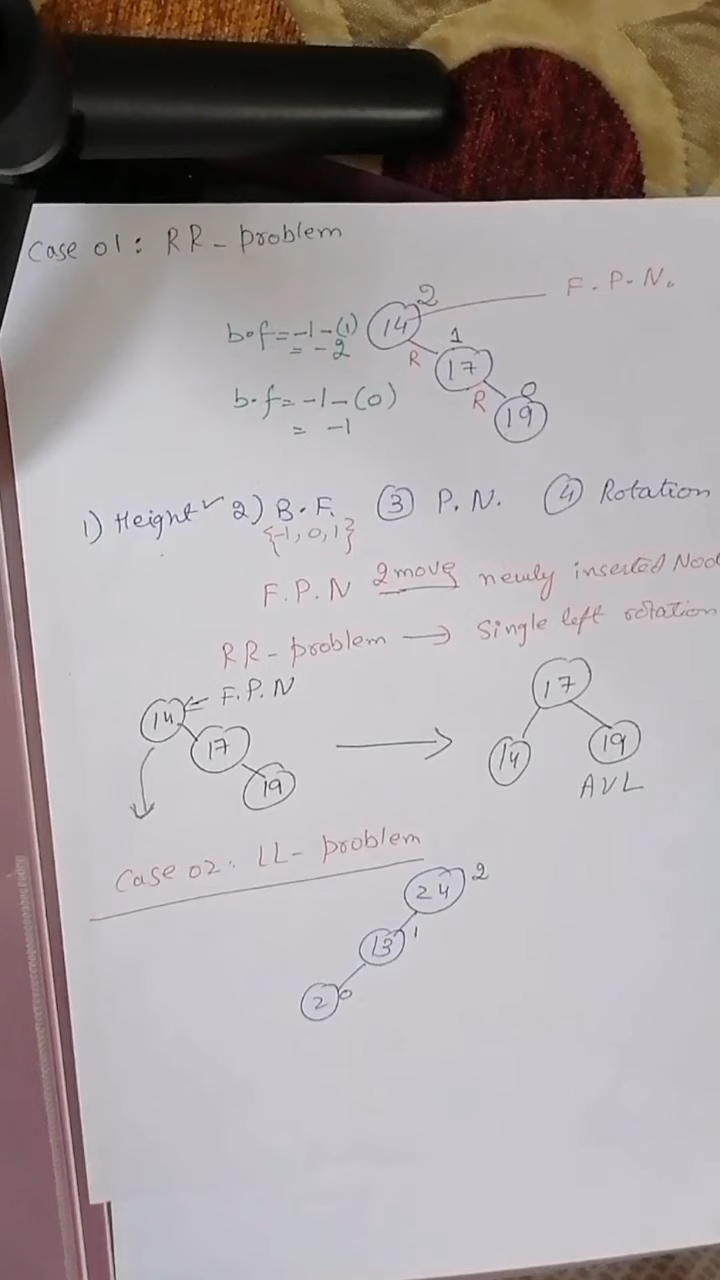 Case 01: RR - problem
F.P.N.
2
b.f = -1-(1)
= -2
14
R
1
17
b.f = -1-(0)
= -1
R
0
19
1) Height ✓ 2) B.F. ③ P.N. ④ Rotation
{-1, 0, 1}
F.P.N 2 move newly inserted Nod
RR - problem → Single left rotation
14 ← F.P.N
17
19
→
17
14
19
AVL
Case 02: LL - problem
24 2
13 1
2 0